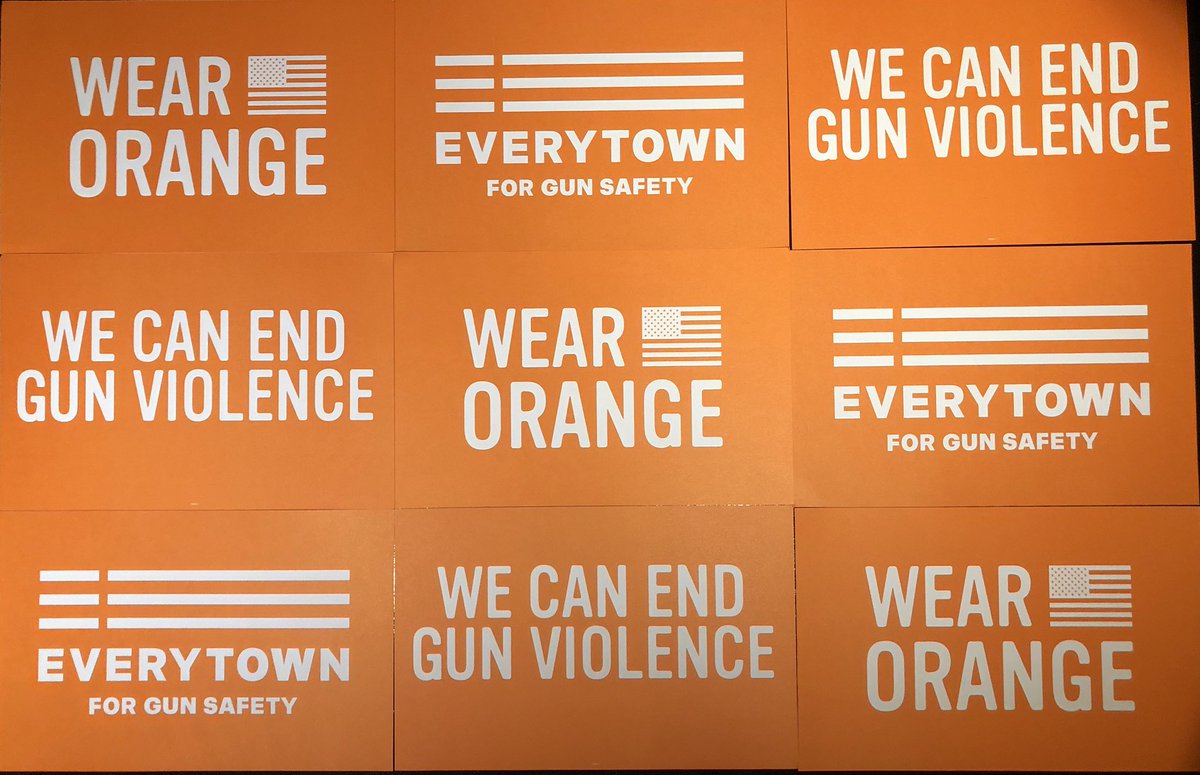 WEAR
ORANGE
EVERYTOWN
FOR GUN SAFETY
WE CAN END
GUN VIOLENCE
WE CAN END
GUN VIOLENCE
WEAR
ORANGE
EVERYTOWN
FOR GUN SAFETY
EVERYTOWN
FOR GUN SAFETY
WE CAN END
GUN VIOLENCE
WEAR
ORANGE